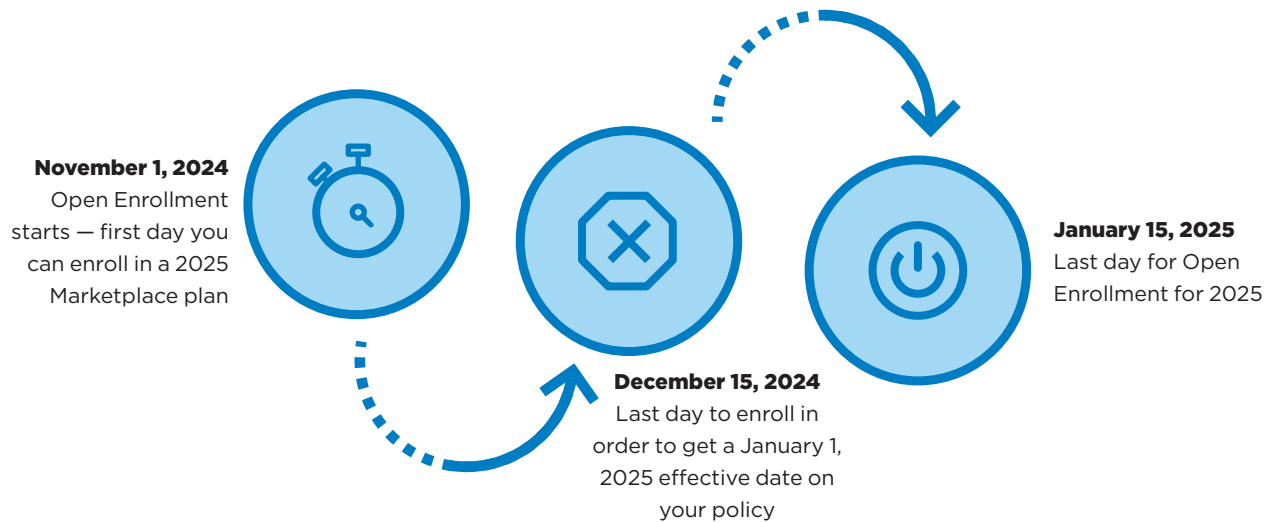 November 1, 2024
Open Enrollment
starts — first day you
can enroll in a 2025
Marketplace plan
December 15, 2024
Last day to enroll in
order to get a January 1,
2025 effective date on
your policy
January 15, 2025
Last day for Open
Enrollment for 2025